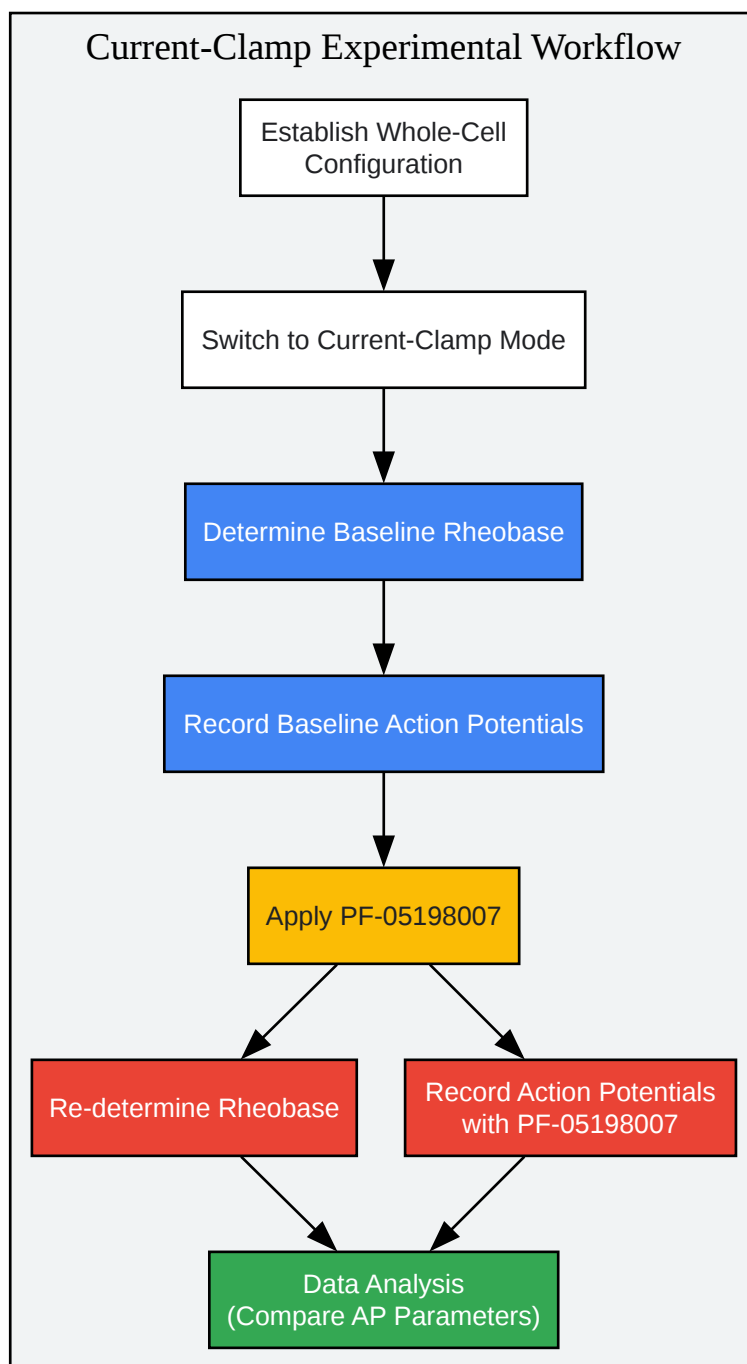 Current-Clamp Experimental Workflow
Establish Whole-Cell
Configuration
Switch to Current-Clamp Mode
Determine Baseline Rheobase
Record Baseline Action Potentials
Apply PF-05198007
Re-determine Rheobase
Record Action Potentials
with PF-05198007
Data Analysis
(Compare AP Parameters)